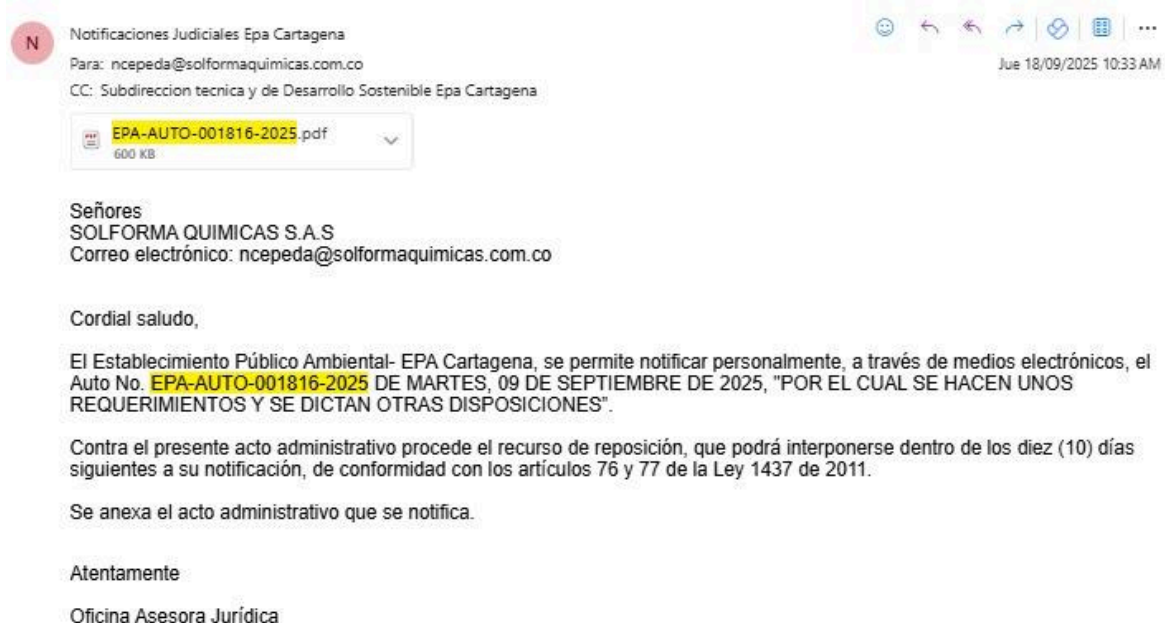 N
Notificaciones Judiciales Epa Cartagena
Para: ncepeda@solformaquimicas.com.co
Jue 18/09/2025 10:33 AM
CC: Subdireccion tecnica y de Desarrollo Sostenible Epa Cartagena
EPA-AUTO-001816-2025.pdf
600 KB
Señores
SOLFORMA QUIMICAS S.A.S
Correo electrónico: ncepeda@solformaquimicas.com.co
Cordial saludo,
El Establecimiento Público Ambiental- EPA Cartagena, se permite notificar personalmente, a través de medios electrónicos, el
Auto No. EPA-AUTO-001816-2025 DE MARTES, 09 DE SEPTIEMBRE DE 2025, "POR EL CUAL SE HACEN UNOS
REQUERIMIENTOS Y SE DICTAN OTRAS DISPOSICIONES”.
Contra el presente acto administrativo procede el recurso de reposición, que podrá interponerse dentro de los diez (10) días
siguientes a su notificación, de conformidad con los artículos 76 y 77 de la Ley 1437 de 2011.
Se anexa el acto administrativo que se notifica.
Atentamente
Oficina Asesora Jurídica